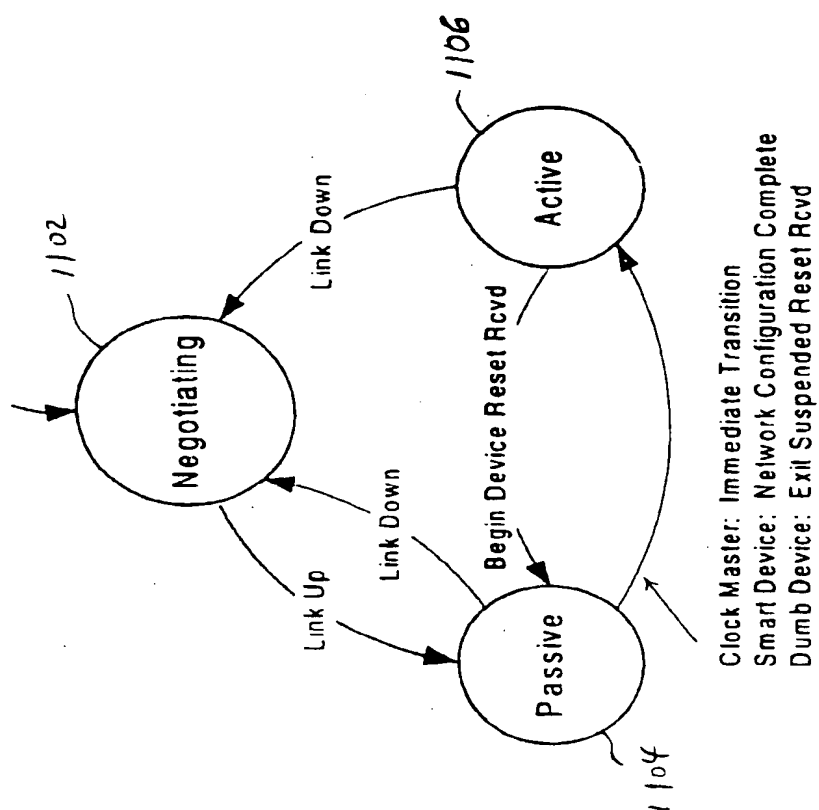 1102
Negotiating
Link Up
Link Down
Link Down
1106
Active
Begin Device Reset Rcvd
Passive
1104
Clock Master: Immediate Transition
Smart Device: Network Configuration Complete
Dumb Device: Exit Suspended Reset Rcvd